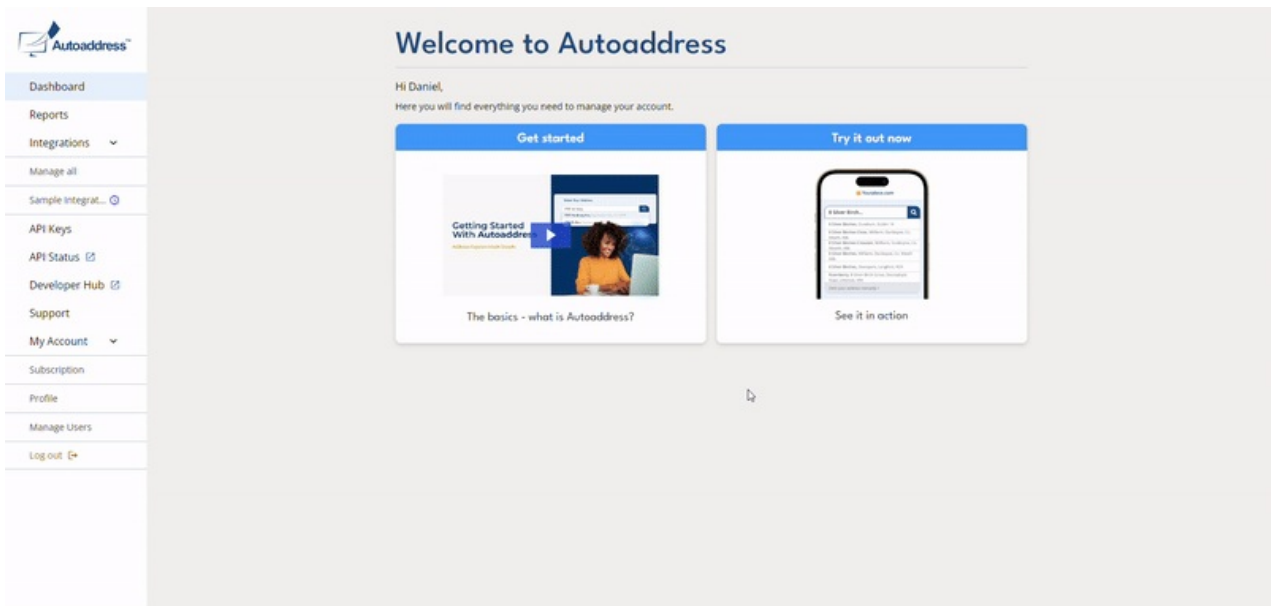 Autoaddress™
Dashboard
Reports
Integrations
Manage all
Sample Integrat...
API Keys
API Status
Developer Hub
Support
My Account
Subscription
Profile
Manage Users
Log out
Welcome to Autoaddress
Hi Daniel,
Here you will find everything you need to manage your account.
Get started
Getting Started
With Autoaddress
The basics - what is Autoaddress?
Try it out now
See it in action